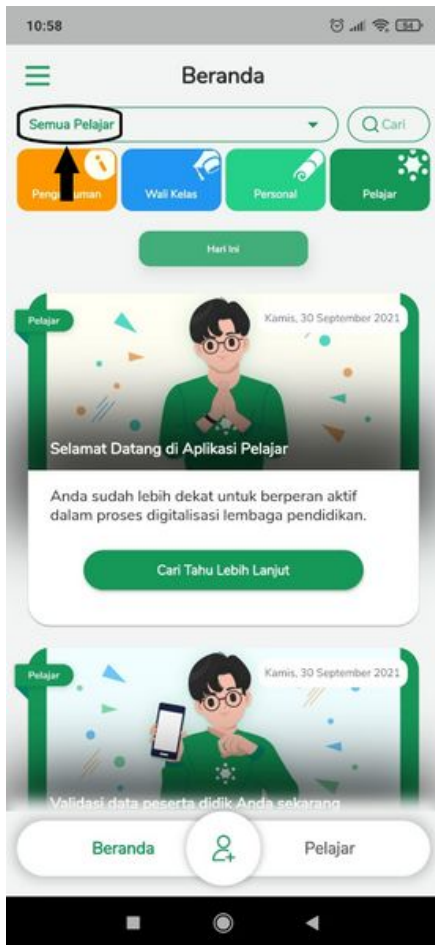 10:58
54
Beranda
Semua Pelajar
Cari
Wali Kelas
Personal
Pelajar
Hari Ini
Pelajar
Kamis, 30 September 2021
Selamat Datang di Aplikasi Pelajar
Anda sudah lebih dekat untuk berperan aktif
dalam proses digitalisasi lembaga pendidikan.
Cari Tahu Lebih Lanjut
Pelajar
Kamis, 30 September 2021
Validasi data peserta didik Anda sekarang
Beranda
Pelajar